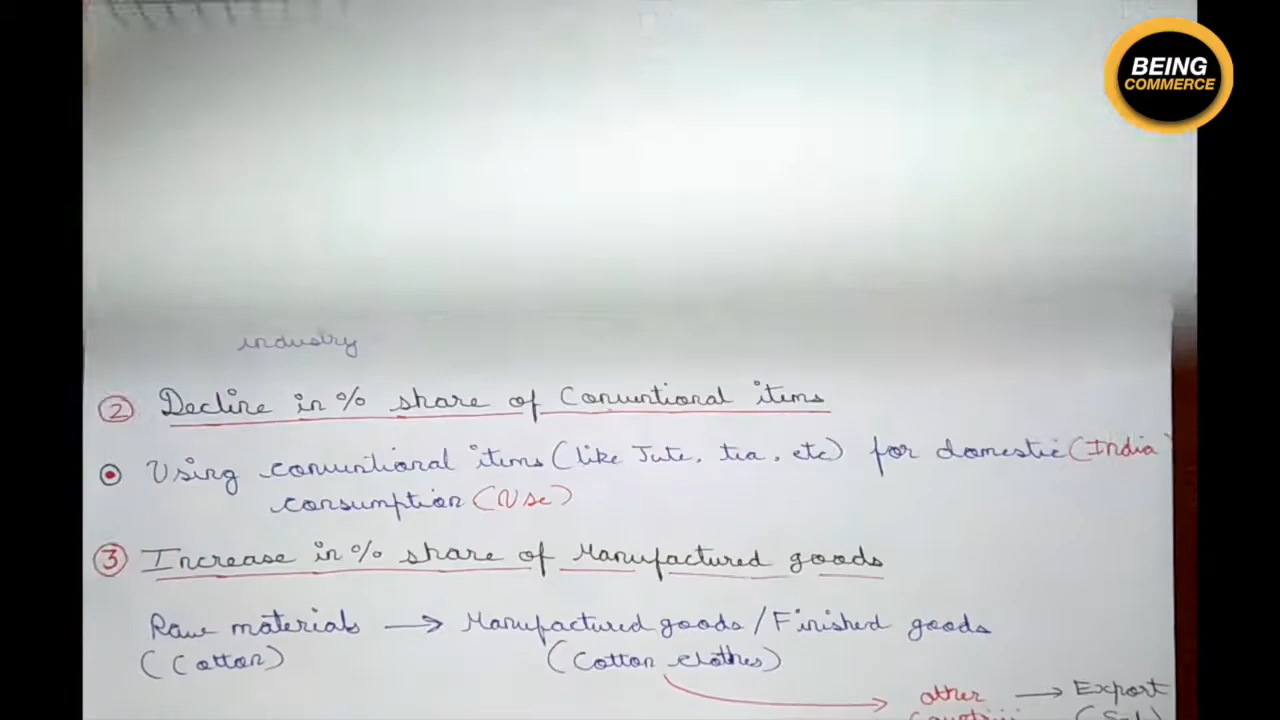 BEING
COMMERCE
industry
② Decline in % share of Conventional items
Using conventional items (like Jute, tea, etc) for domestic (India
consumption (Use)
③ Increase in % share of Manufactured goods
Raw materials → Manufactured goods / Finished goods
(Cotton) (Cotton clothes)
other → Export